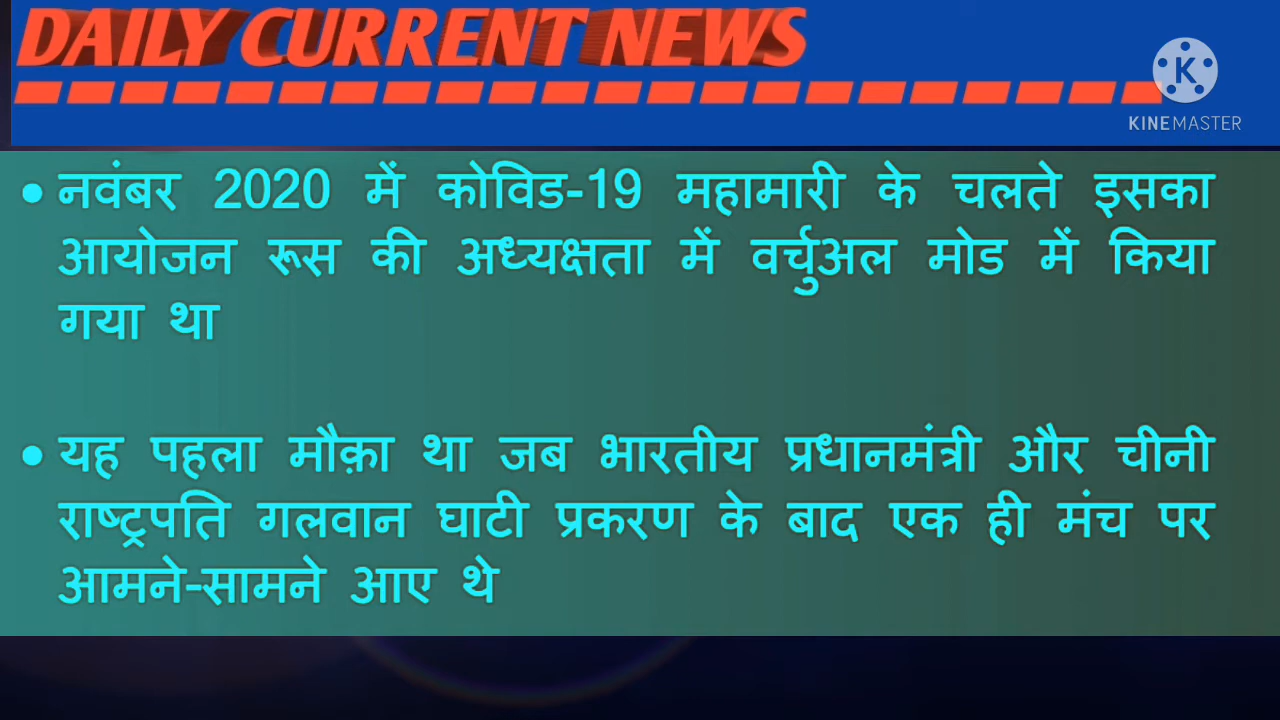 DAILY CURRENT NEWS
K
KINEMASTER
• नवंबर 2020 में कोविड-19 महामारी के चलते इसका
आयोजन रूस की अध्यक्षता में वर्चुअल मोड में किया
गया था
• यह पहला मौक़ा था जब भारतीय प्रधानमंत्री और चीनी
राष्ट्रपति गलवान घाटी प्रकरण के बाद एक ही मंच पर
आमने-सामने आए थे